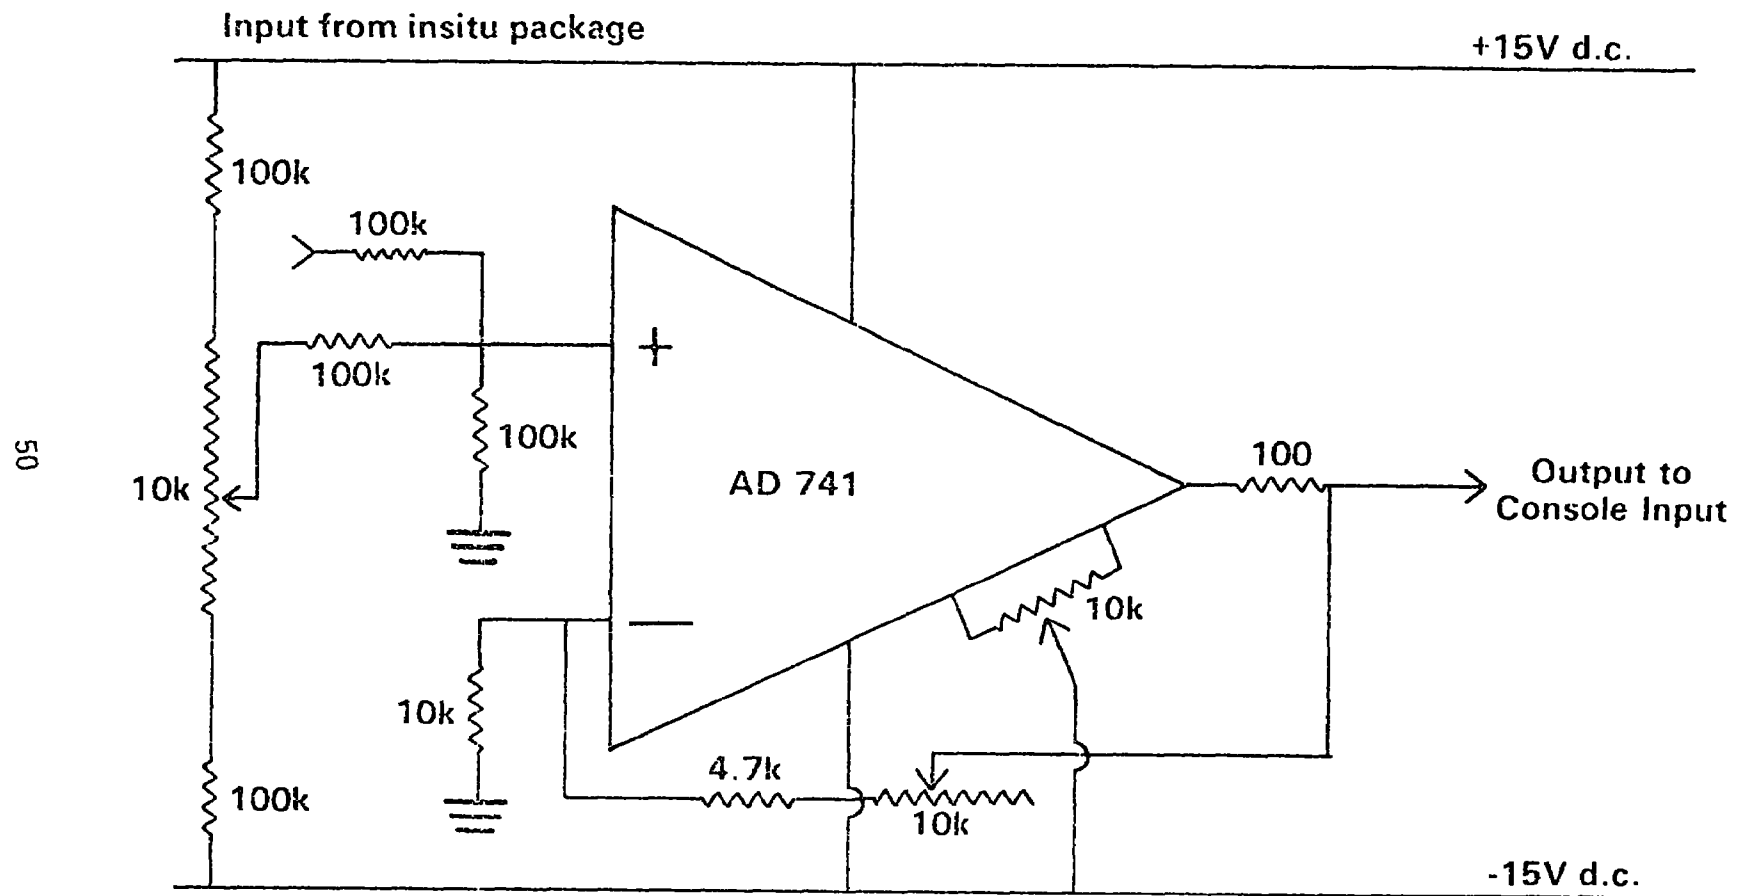 Input from insitu package
+15V d.c.
100k
100k
100k
+
100k
50
10k
AD 741
100
Output to
Console Input
10k
—
10k
4.7k
100k
10k
-15V d.c.